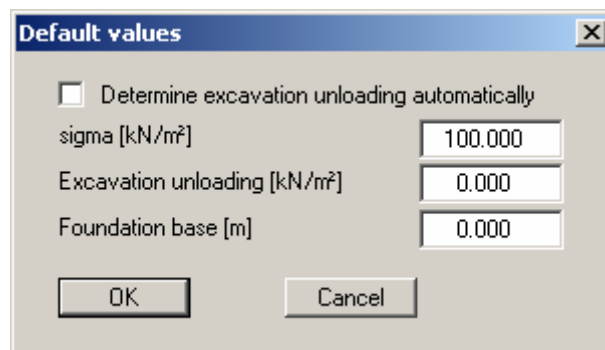 Default values
Determine excavation unloading automatically
sigma [kN/m²] 100.000
Excavation unloading [kN/m²] 0.000
Foundation base [m] 0.000
OK Cancel